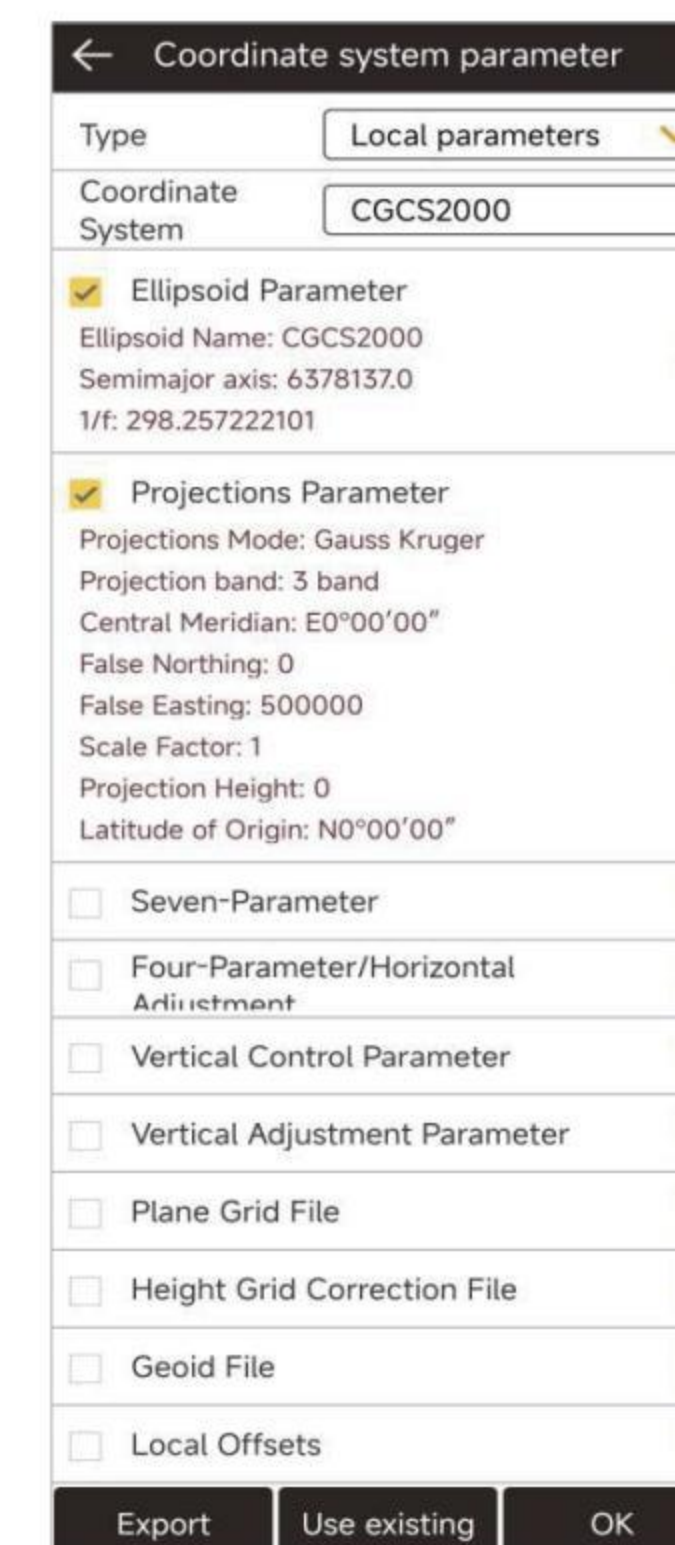 ← Coordinate system parameter
Type Local parameters
Coordinate
System
CGCS2000
Ellipsoid Parameter
Ellipsoid Name: CGCS2000
Semimajor axis: 6378137.0
1/f: 298.257222101
Projections Parameter
Projections Mode: Gauss Kruger
Projection band: 3 band
Central Meridian: E0°00′00″
False Northing: 0
False Easting: 500000
Scale Factor: 1
Projection Height: 0
Latitude of Origin: N0°00′00″
Seven-Parameter
Four-Parameter/Horizontal
Adjustment
Vertical Control Parameter
Vertical Adjustment Parameter
Plane Grid File
Height Grid Correction File
Geoid File
Local Offsets
Export Use existing OK